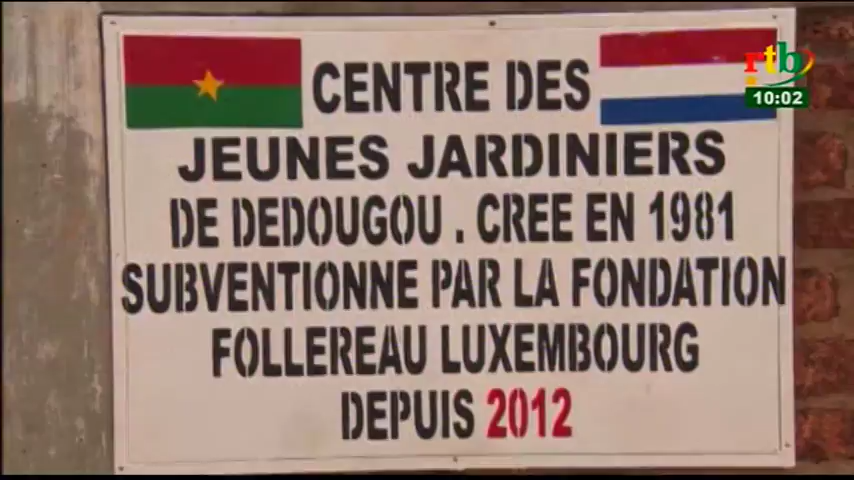 CENTRE DES
JEUNES JARDINIERS
DE DEDOUGOU . CREE EN 1981
SUBVENTIONNE PAR LA FONDATION
FOLLEREAU LUXEMBOURG
DEPUIS 2012
rtb
10:02